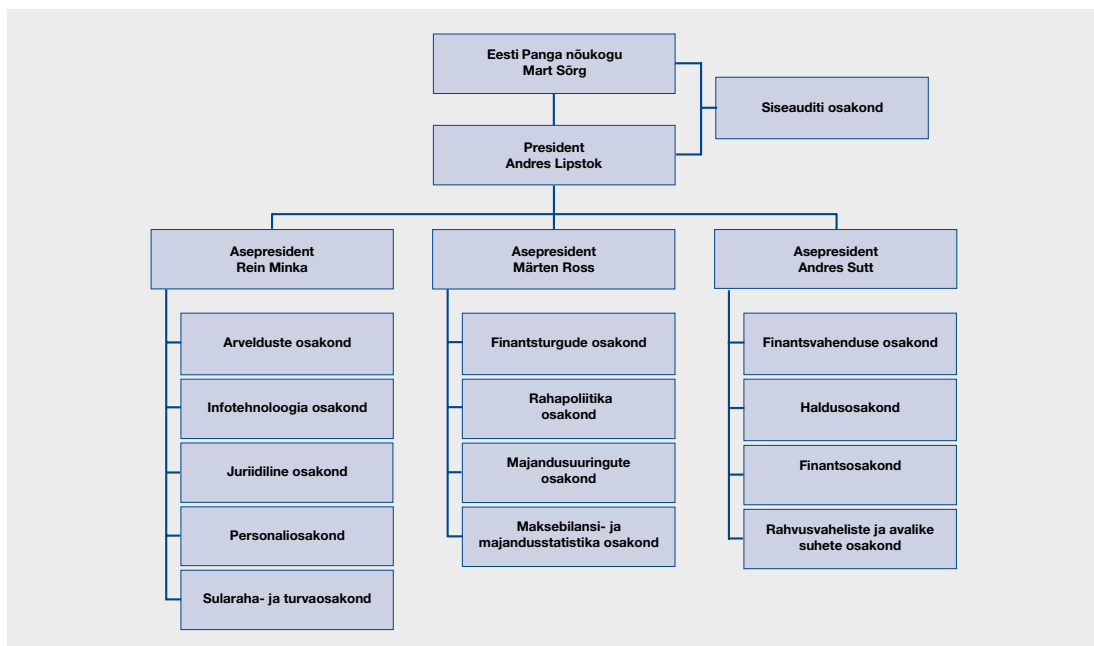 Eesti Panga nõukogu
Mart Sõrg
Siseauditi osakond
President
Andres Lipstok
Asepresident
Rein Minka
Arvelduste osakond
Infotehnoloogia osakond
Juriidiline osakond
Personaliosakond
Sularaha- ja turvaosakond
Asepresident
Märten Ross
Finantsturgude osakond
Rahapoliitika
osakond
Majandusuuringute
osakond
Maksebilansi- ja
majandusstatistika osakond
Asepresident
Andres Sutt
Finantsvahenduse osakond
Haldusosakond
Finantsosakond
Rahvusvaheliste ja avalike
suhete osakond